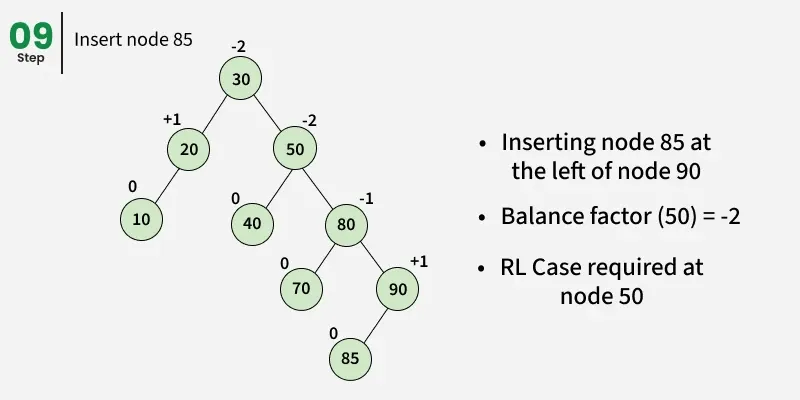 09
Step
Insert node 85
-2
30
+1
20
-2
50
0
10
0
40
-1
80
0
70
+1
90
0
85
• Inserting node 85 at
the left of node 90
• Balance factor (50) = -2
• RL Case required at
node 50